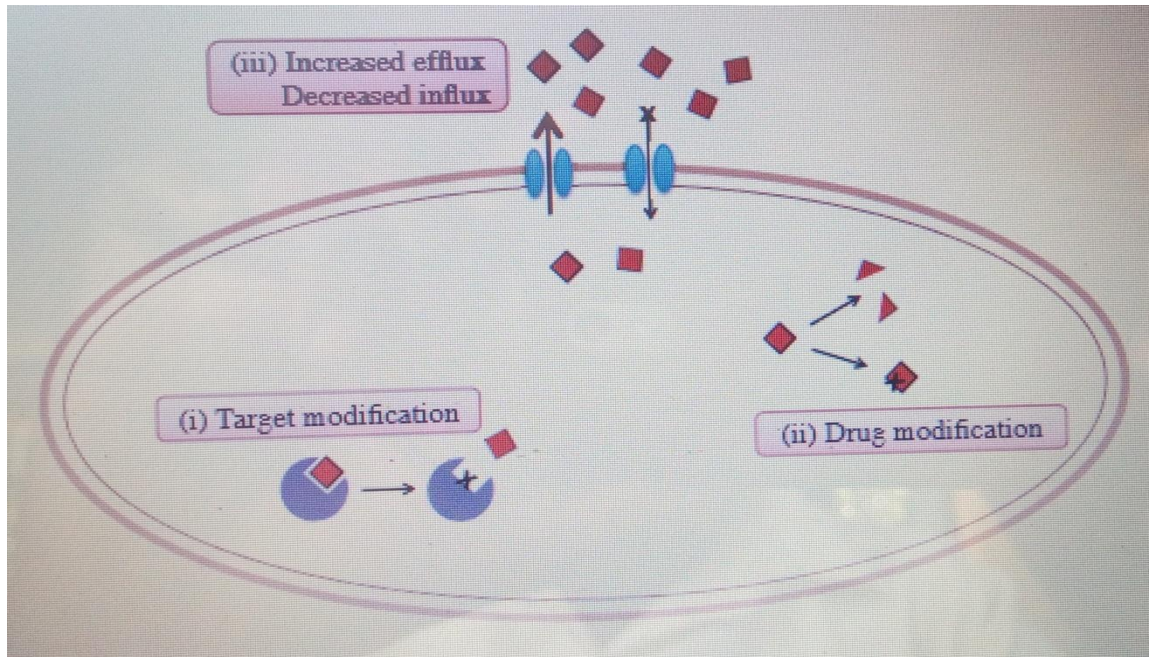 (iii) Increased efflux
Decreased influx
(i) Target modification
(ii) Drug modification